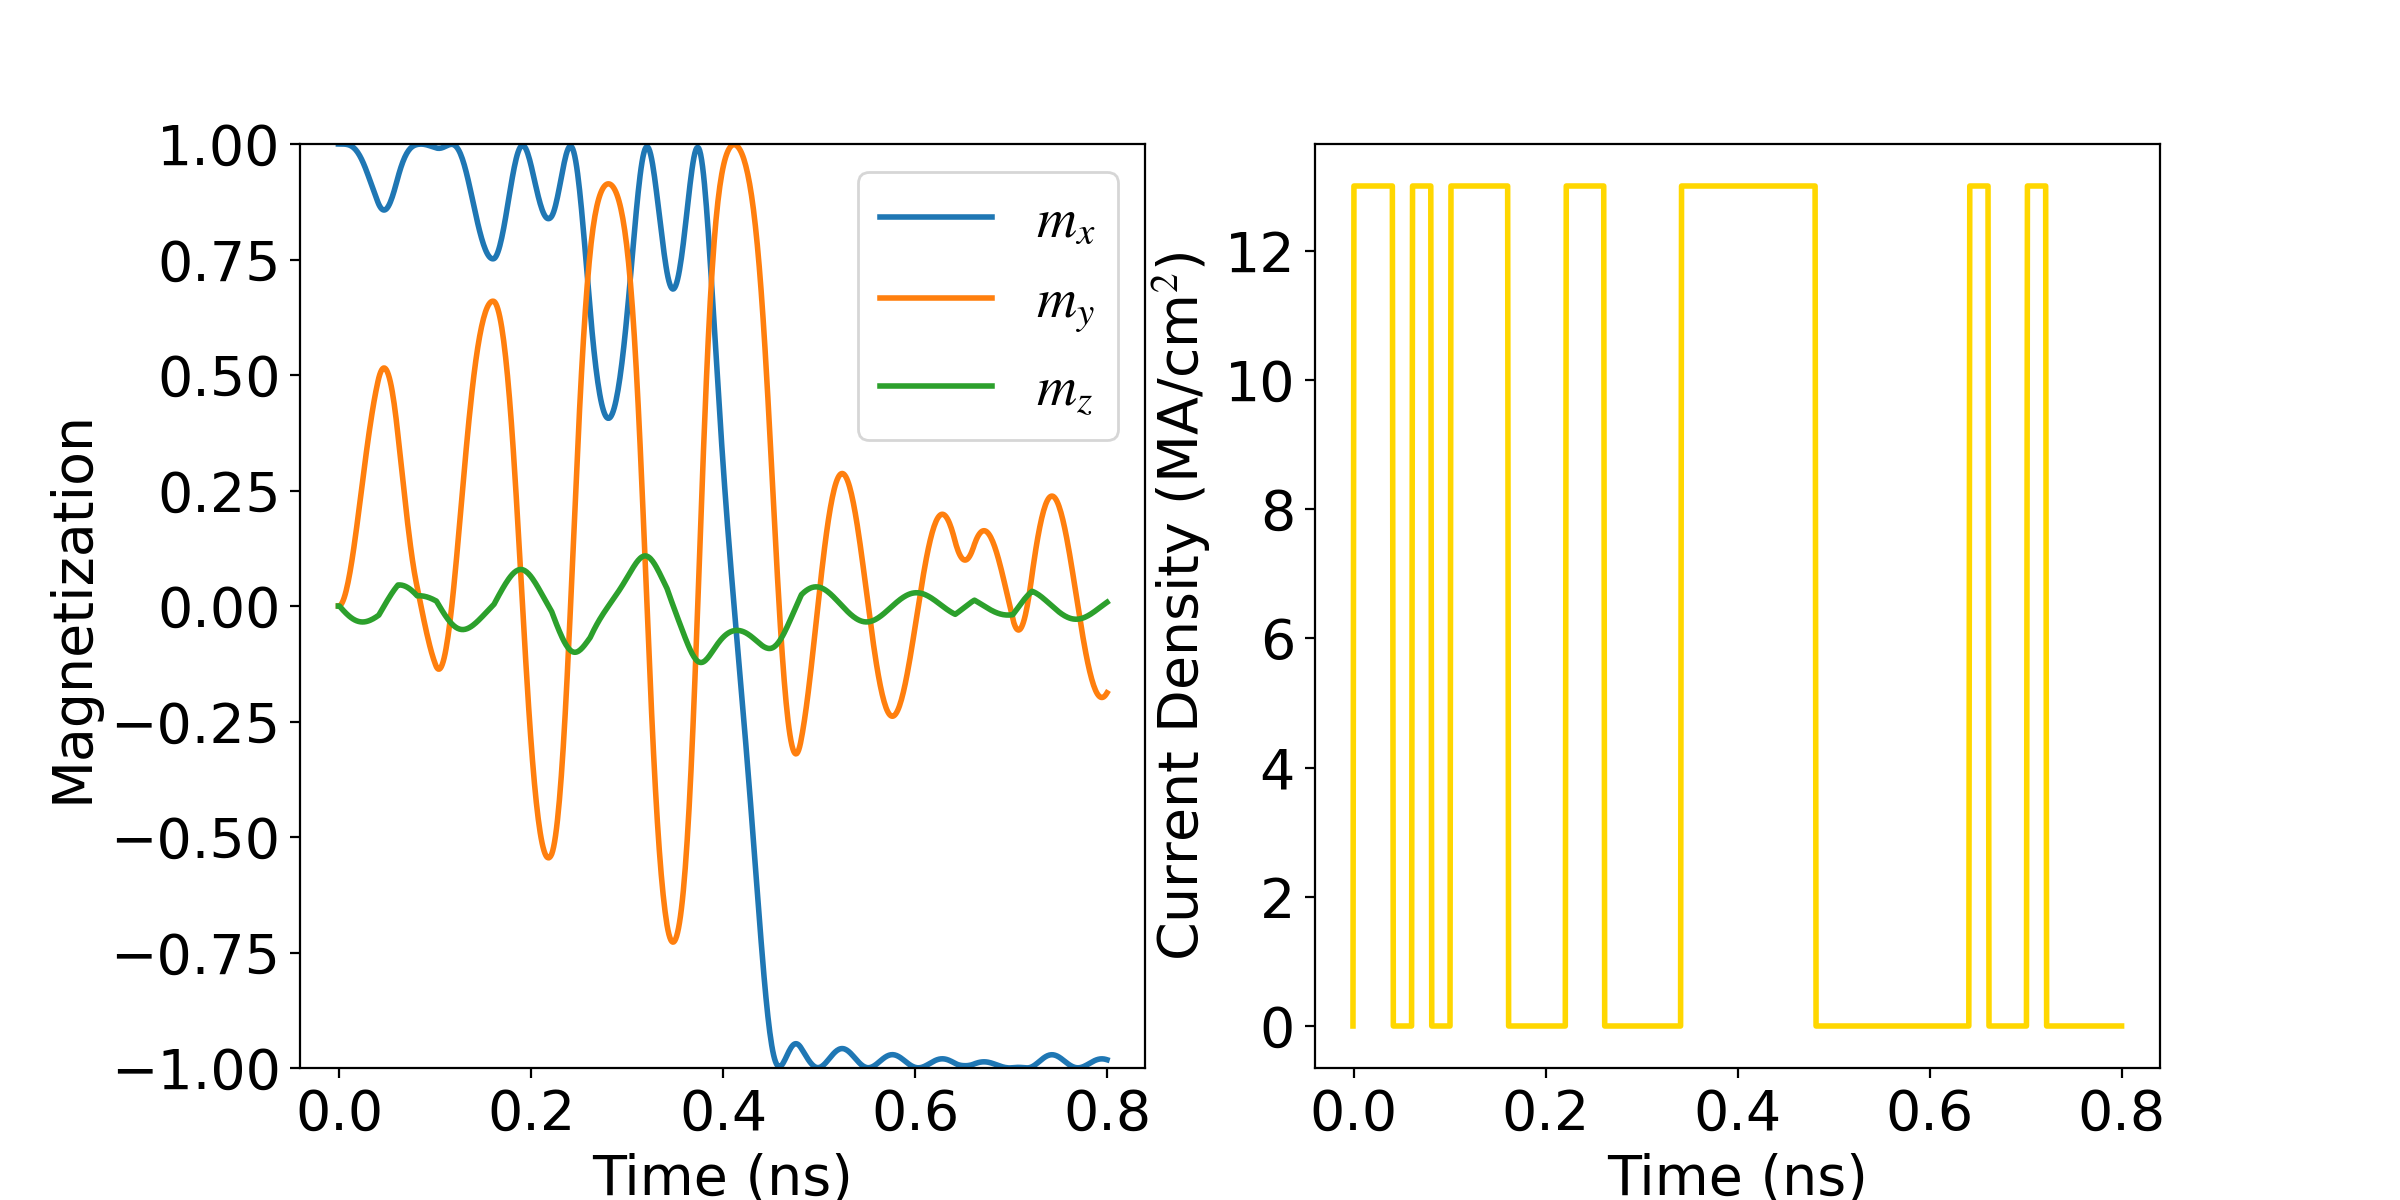 Magnetization
1.00
0.75
0.50
0.25
0.00
−0.25
−0.50
−0.75
−1.00
0.0 0.2 0.4 0.6 0.8
Time (ns)
m_x
m_y
m_z
Current Density (MA/cm²)
12
10
8
6
4
2
0
0.0 0.2 0.4 0.6 0.8
Time (ns)